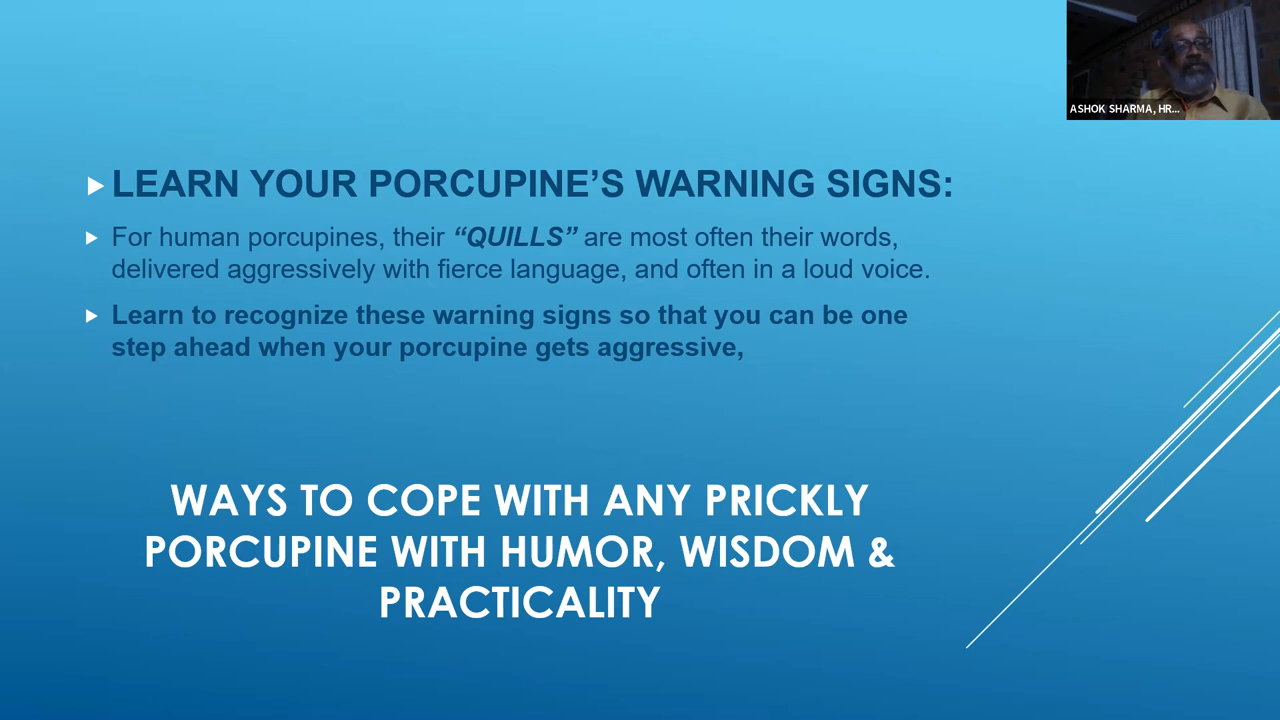 ASHOK SHARMA, HR...
LEARN YOUR PORCUPINE’S WARNING SIGNS:
For human porcupines, their “QUILLS” are most often their words,
delivered aggressively with fierce language, and often in a loud voice.
Learn to recognize these warning signs so that you can be one
step ahead when your porcupine gets aggressive,
WAYS TO COPE WITH ANY PRICKLY
PORCUPINE WITH HUMOR, WISDOM &
PRACTICALITY